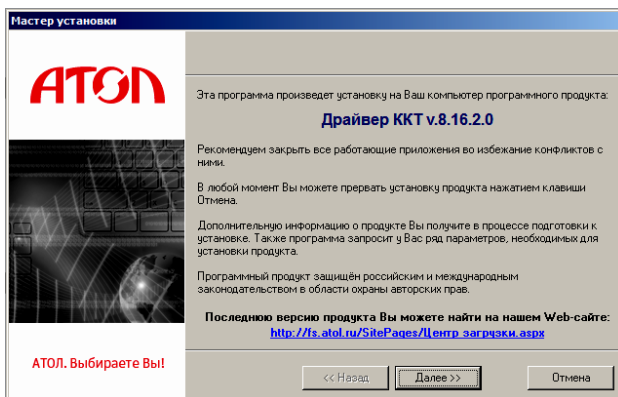 Мастер установки
АТОЛ
Эта программа произведет установку на Ваш компьютер программного продукта:
Драйвер ККТ v.8.16.2.0
Рекомендуем закрыть все работающие приложения во избежание конфликтов с
ними.
В любой момент Вы можете прервать установку продукта нажатием клавиши
Отмена.
Дополнительную информацию о продукте Вы получите в процессе подготовки к
установке. Также программа запросит у Вас ряд параметров, необходимых для
установки продукта.
Программный продукт защищён российским и международным
законодательством в области охраны авторских прав.
Последнюю версию продукта Вы можете найти на нашем Web-сайте:
http://fs.atol.ru/SitePages/Центр загрузки.aspx
АТОЛ. Выбираете Вы!
<< Назад
Далее >>
Отмена